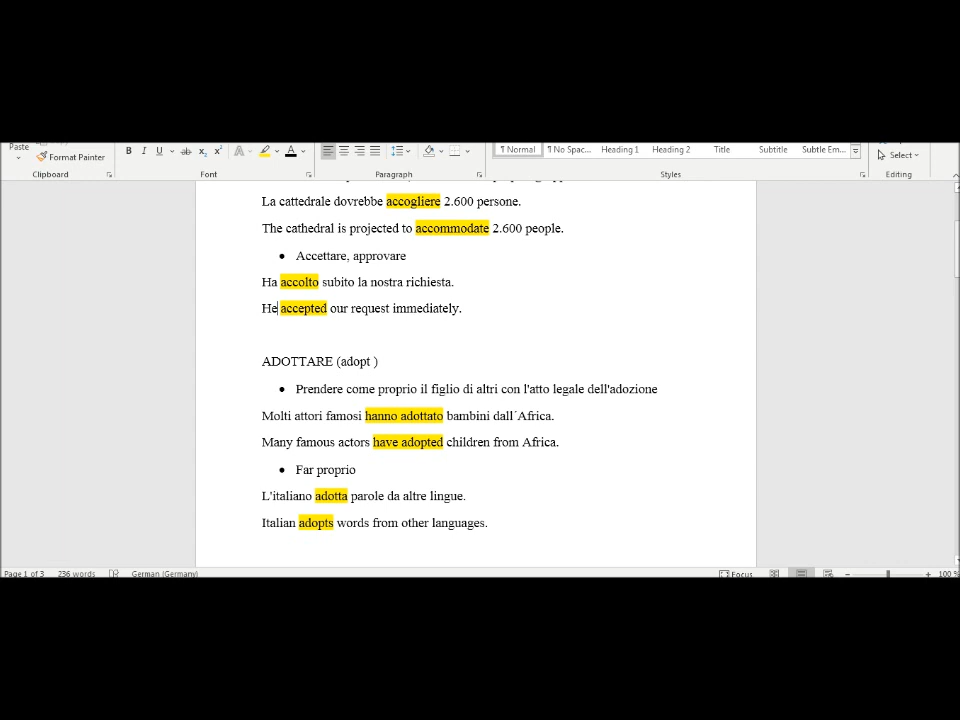 Paste
Format Painter
B I U ab x₂ x² A A
¶ Normal ¶ No Spac... Heading 1 Heading 2 Title Subtitle Subtle Em...
Select
Clipboard Font Paragraph Styles Editing
La cattedrale dovrebbe accogliere 2.600 persone.
The cathedral is projected to accommodate 2.600 people.
• Accettare, approvare
Ha accolto subito la nostra richiesta.
He accepted our request immediately.
ADOTTARE (adopt )
• Prendere come proprio il figlio di altri con l'atto legale dell'adozione
Molti attori famosi hanno adottato bambini dall´Africa.
Many famous actors have adopted children from Africa.
• Far proprio
L'italiano adotta parole da altre lingue.
Italian adopts words from other languages.
Page 1 of 3 236 words German (Germany) Focus 100 %